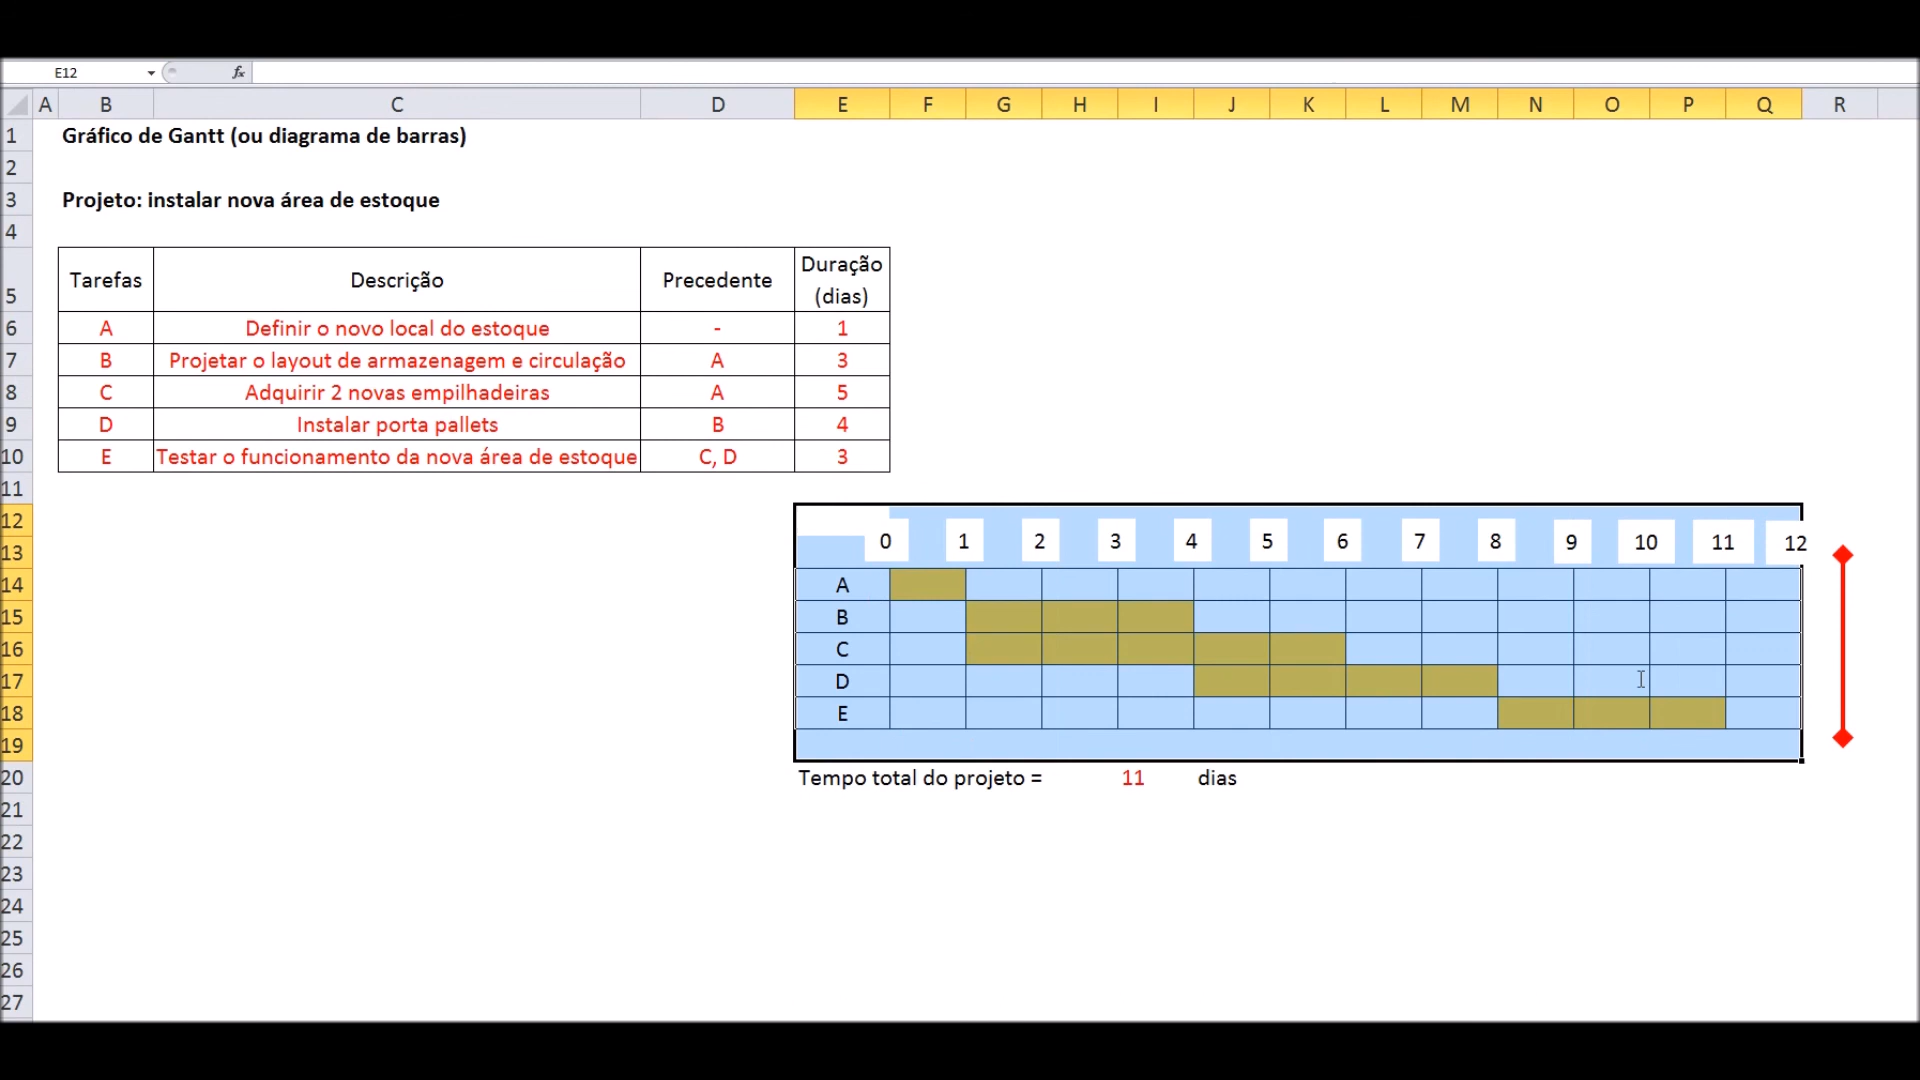 E12 fx
A B C D E F G H I J K L M N O P Q R
1 Gráfico de Gantt (ou diagrama de barras)
2
3 Projeto: instalar nova área de estoque
4
5 Tarefas Descrição Precedente Duração (dias)
6 A Definir o novo local do estoque - 1
7 B Projetar o layout de armazenagem e circulação A 3
8 C Adquirir 2 novas empilhadeiras A 5
9 D Instalar porta pallets B 4
10 E Testar o funcionamento da nova área de estoque C, D 3
11
12
13 0 1 2 3 4 5 6 7 8 9 10 11 12
14 A
15 B
16 C
17 D
18 E
19
20 Tempo total do projeto = 11 dias
21
22
23
24
25
26
27